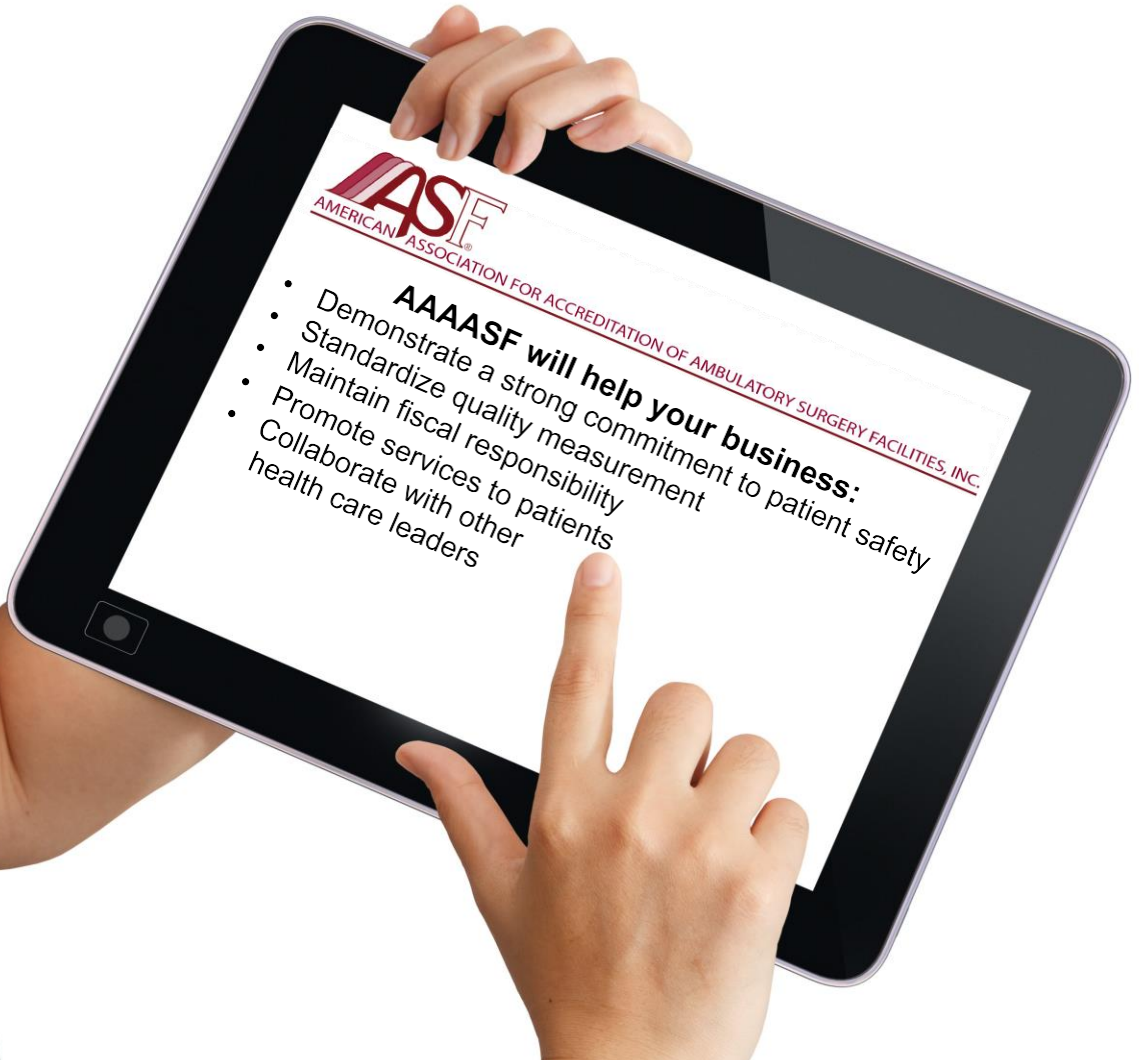 AASF®
AMERICAN ASSOCIATION FOR ACCREDITATION OF AMBULATORY SURGERY FACILITIES, INC.
AAAASF will help your business:
• Demonstrate a strong commitment to patient safety
• Standardize quality measurement
• Maintain fiscal responsibility
• Promote services to patients
• Collaborate with other
health care leaders